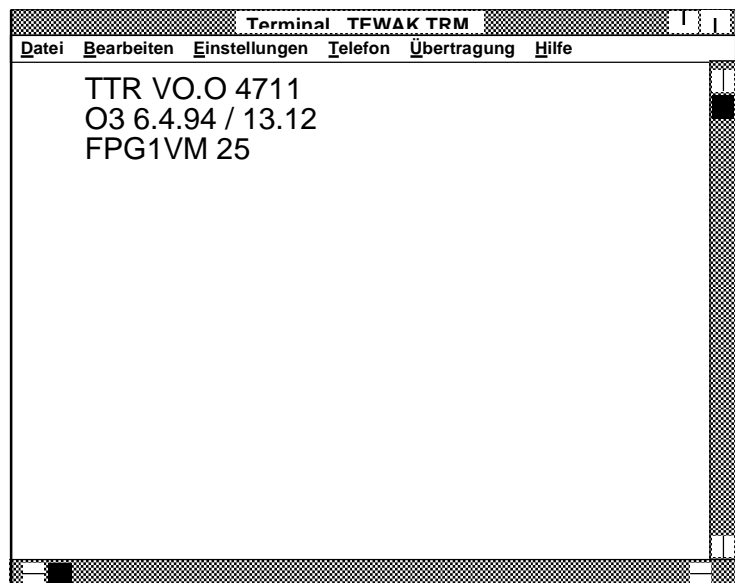 Terminal TEWAK.TRM
Datei Bearbeiten Einstellungen Telefon Übertragung Hilfe
TTR VO.O 4711
O3 6.4.94 / 13.12
FPG1VM 25